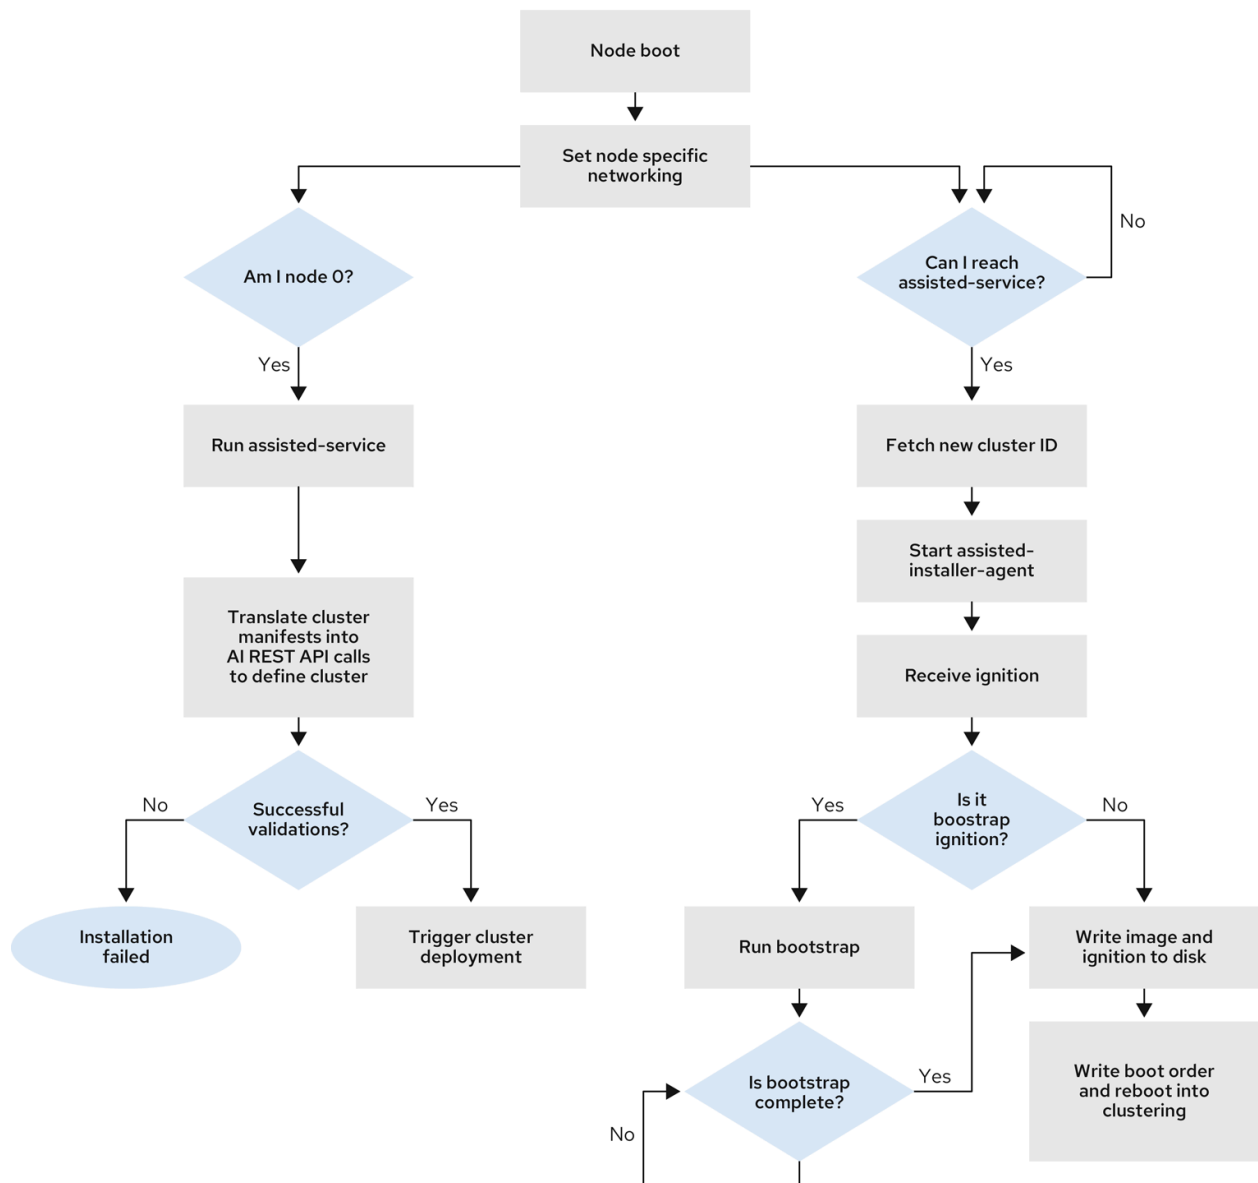 Node boot
Set node specific
networking
No
Am I node 0?
Can I reach
assisted-service?
Yes
Yes
Run assisted-service
Fetch new cluster ID
Start assisted-
installer-agent
Translate cluster
manifests into
AI REST API calls
to define cluster
Receive ignition
No
Successful
validations?
Yes
Yes
Is it
boostrap
ignition?
No
Installation
failed
Trigger cluster
deployment
Run bootstrap
Write image and
ignition to disk
Is bootstrap
complete?
Yes
No
Write boot order
and reboot into
clustering